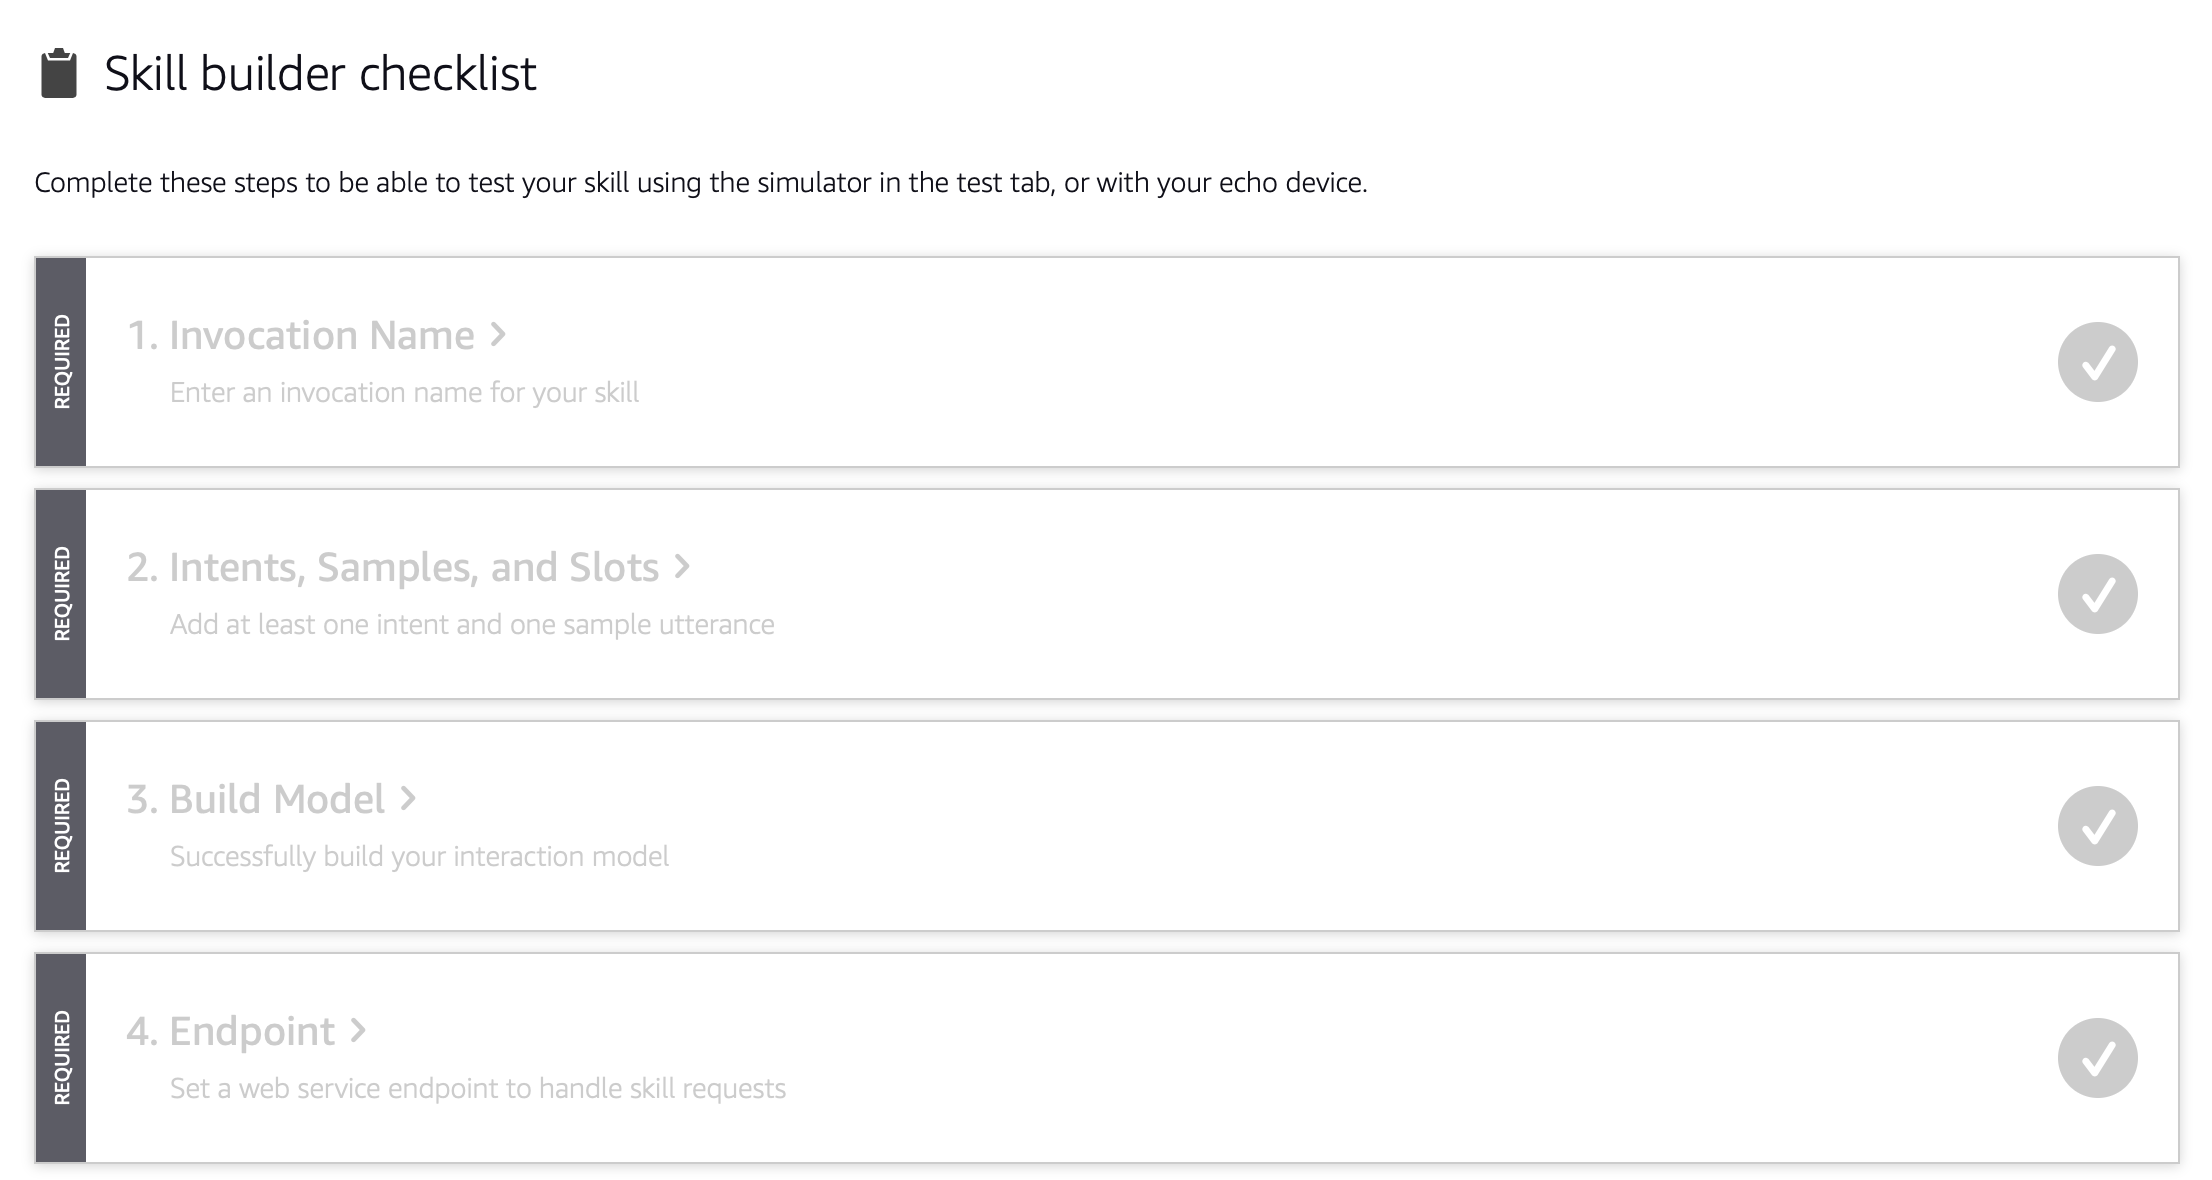 Skill builder checklist
Complete these steps to be able to test your skill using the simulator in the test tab, or with your echo device.
REQUIRED
1. Invocation Name >
Enter an invocation name for your skill
REQUIRED
2. Intents, Samples, and Slots >
Add at least one intent and one sample utterance
REQUIRED
3. Build Model >
Successfully build your interaction model
REQUIRED
4. Endpoint >
Set a web service endpoint to handle skill requests